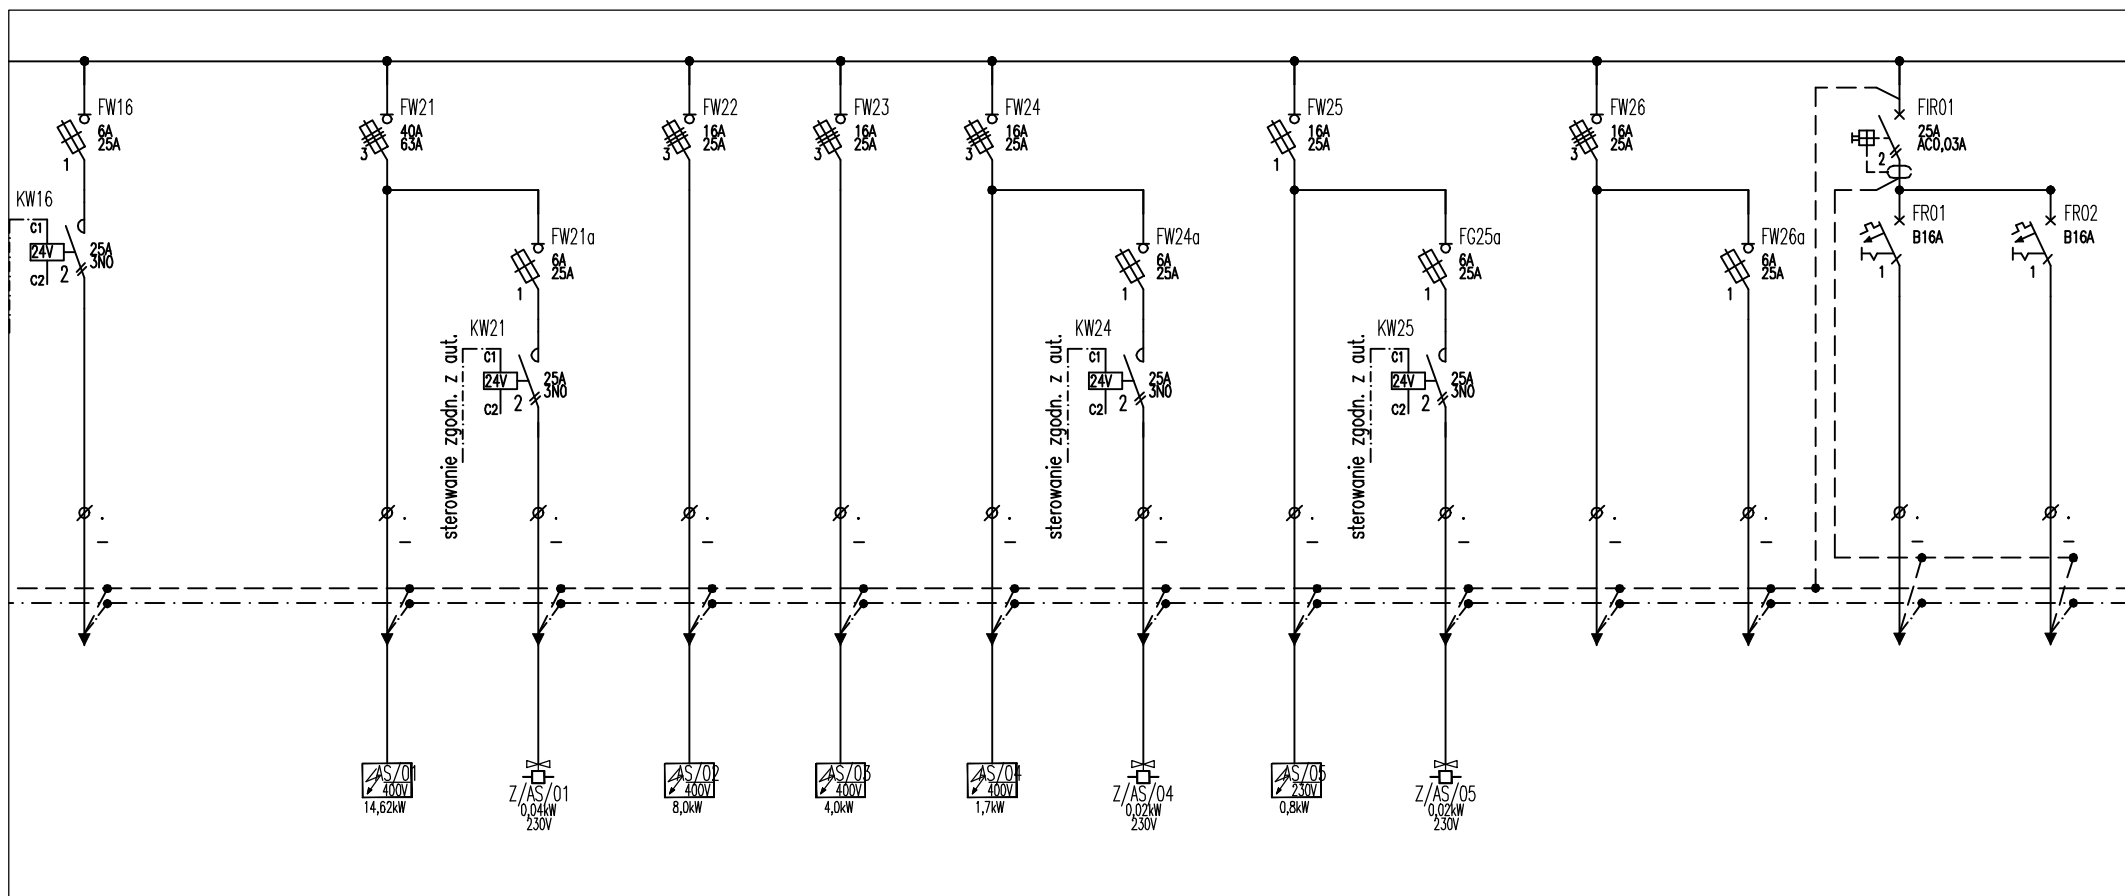 FW16
6A
25A
1
KW16
C1
24V
C2
2
25A
3NO
FW21
40A
63A
3
FW21a
6A
25A
1
KW21
C1
24V
C2
2
25A
3NO
sterowanie zgodn. z aut.
FW22
16A
25A
3
FW23
16A
25A
3
FW24
16A
25A
3
FW24a
6A
25A
1
KW24
C1
24V
C2
2
25A
3NO
sterowanie zgodn. z aut.
FW25
16A
25A
1
FG25a
6A
25A
1
KW25
C1
24V
C2
2
25A
3NO
sterowanie zgodn. z aut.
FW26
16A
25A
3
FW26a
6A
25A
1
FIR01
25A
AC0,03A
2
FR01
B16A
1
FR02
B16A
1
AS/01
400V
14,62kW
Z/AS/01
0,04kW
230V
AS/02
400V
8,0kW
AS/03
400V
4,0kW
AS/04
400V
1,7kW
Z/AS/04
0,02kW
230V
AS/05
230V
0,8kW
Z/AS/05
0,02kW
230V